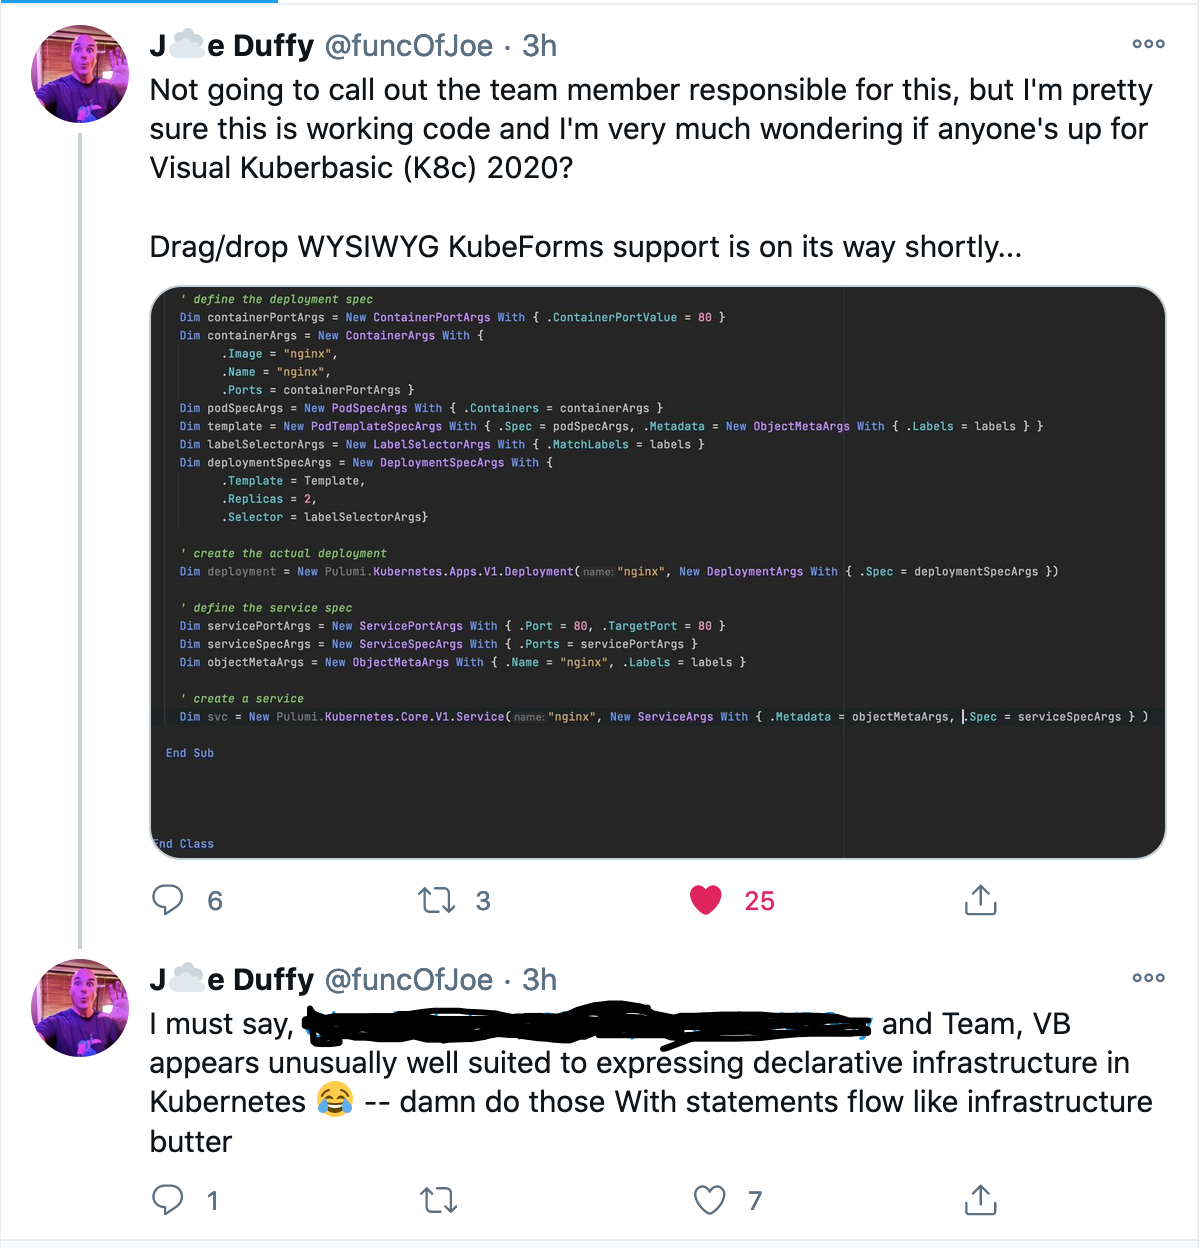 J☁️e Duffy @funcOfJoe · 3h
Not going to call out the team member responsible for this, but I'm pretty
sure this is working code and I'm very much wondering if anyone's up for
Visual Kuberbasic (K8c) 2020?
Drag/drop WYSIWYG KubeForms support is on its way shortly...
' define the deployment spec
Dim containerPortArgs = New ContainerPortArgs With { .ContainerPortValue = 80 }
Dim containerArgs = New ContainerArgs With {
.Image = "nginx",
.Name = "nginx",
.Ports = containerPortArgs }
Dim podSpecArgs = New PodSpecArgs With { .Containers = containerArgs }
Dim template = New PodTemplateSpecArgs With { .Spec = podSpecArgs, .Metadata = New ObjectMetaArgs With { .Labels = labels } }
Dim labelSelectorArgs = New LabelSelectorArgs With { .MatchLabels = labels }
Dim deploymentSpecArgs = New DeploymentSpecArgs With {
.Template = Template,
.Replicas = 2,
.Selector = labelSelectorArgs}
' create the actual deployment
Dim deployment = New Pulumi.Kubernetes.Apps.V1.Deployment( name: "nginx", New DeploymentArgs With { .Spec = deploymentSpecArgs })
' define the service spec
Dim servicePortArgs = New ServicePortArgs With { .Port = 80, .TargetPort = 80 }
Dim serviceSpecArgs = New ServiceSpecArgs With { .Ports = servicePortArgs }
Dim objectMetaArgs = New ObjectMetaArgs With { .Name = "nginx", .Labels = labels }
' create a service
Dim svc = New Pulumi.Kubernetes.Core.V1.Service( name: "nginx", New ServiceArgs With { .Metadata = objectMetaArgs, .Spec = serviceSpecArgs } )
End Sub
End Class
6 3 25
J☁️e Duffy @funcOfJoe · 3h
I must say, and Team, VB
appears unusually well suited to expressing declarative infrastructure in
Kubernetes 😂 -- damn do those With statements flow like infrastructure
butter
1 7